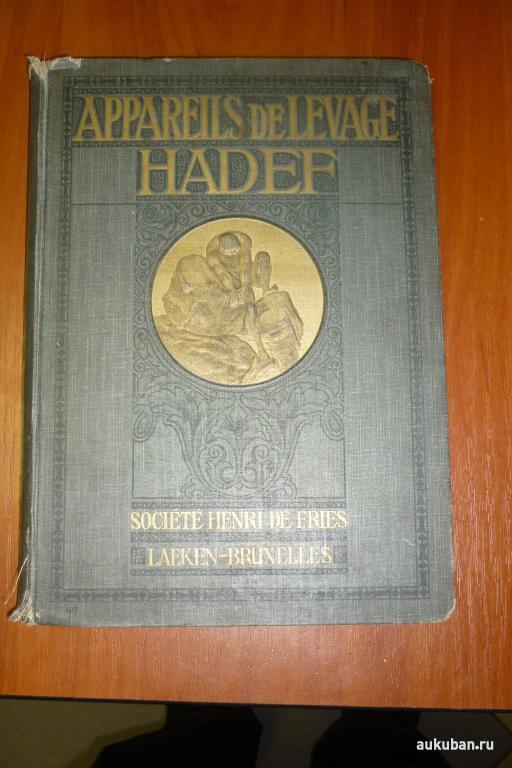 APPAREILS DE LEVAGE
HADEF
SOCIÉTÉ HENRI DE FRIES
LAEKEN-BRUXELLES
aukuban.ru